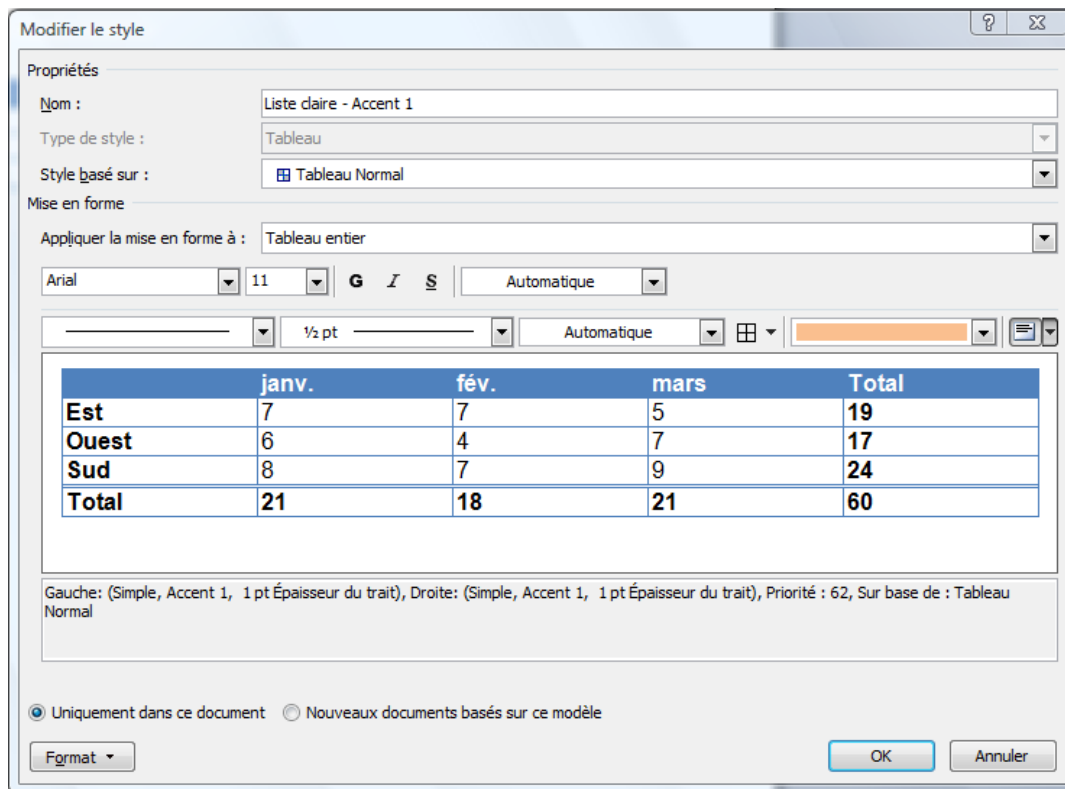 Modifier le style
Propriétés
Nom : Liste claire - Accent 1
Type de style : Tableau
Style basé sur : Tableau Normal
Mise en forme
Appliquer la mise en forme à : Tableau entier
Arial 11 G I S Automatique
½ pt Automatique
janv. fév. mars Total
Est 7 7 5 19
Ouest 6 4 7 17
Sud 8 7 9 24
Total 21 18 21 60
Gauche: (Simple, Accent 1, 1 pt Épaisseur du trait), Droite: (Simple, Accent 1, 1 pt Épaisseur du trait), Priorité : 62, Sur base de : Tableau
Normal
Uniquement dans ce document Nouveaux documents basés sur ce modèle
Format OK Annuler